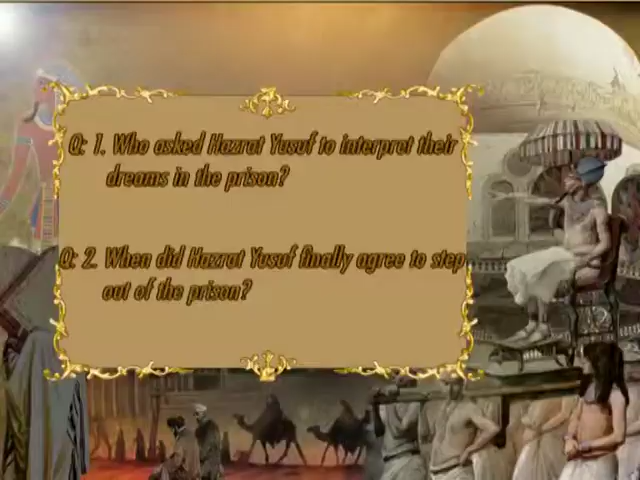 Q: 1. Who asked Hazrat Yusuf to interpret their
dreams in the prison?
Q: 2. When did Hazrat Yusuf finally agree to step
out of the prison?